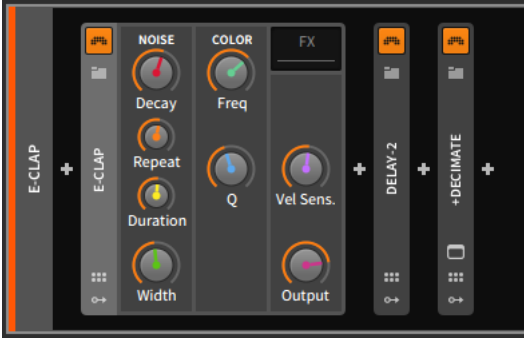 E-CLAP
E-CLAP
NOISE
Decay
Repeat
Duration
Width
COLOR
Freq
Q
FX
Vel Sens.
Output
DELAY-2
+DECIMATE